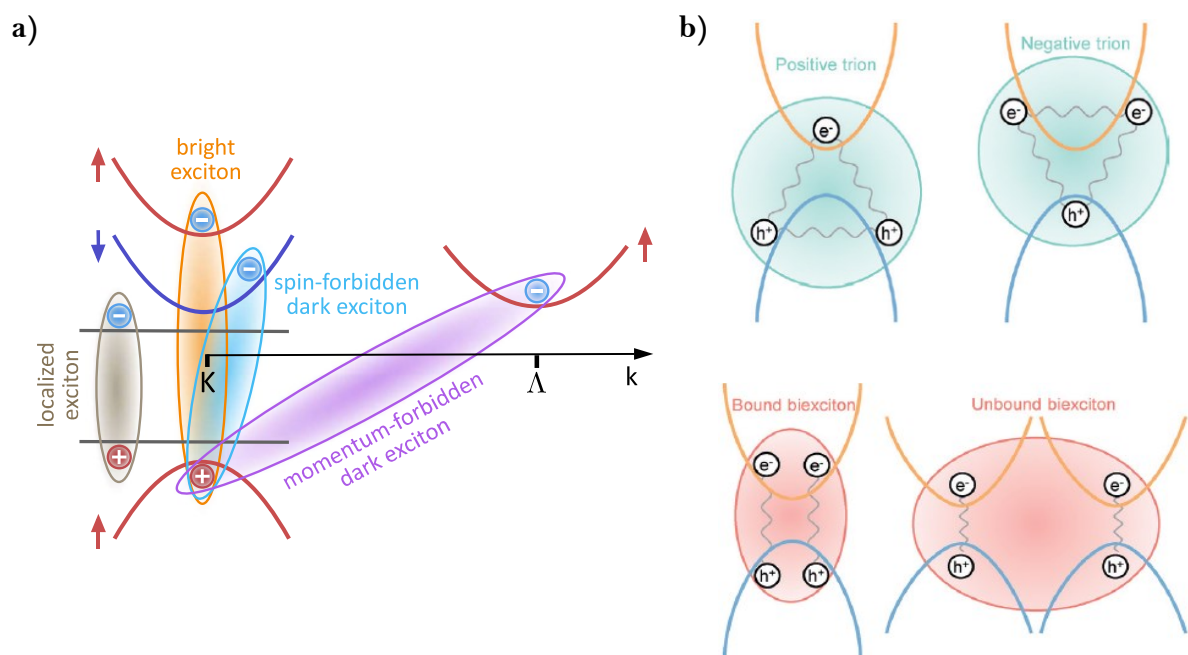 a)
bright
exciton
spin-forbidden
dark exciton
localized
exciton
K
Λ
k
momentum-forbidden
dark exciton
b)
Positive trion
e-
h+
h+
Negative trion
e-
e-
h+
Bound biexciton
e-
e-
h+
h+
Unbound biexciton
e-
e-
h+
h+